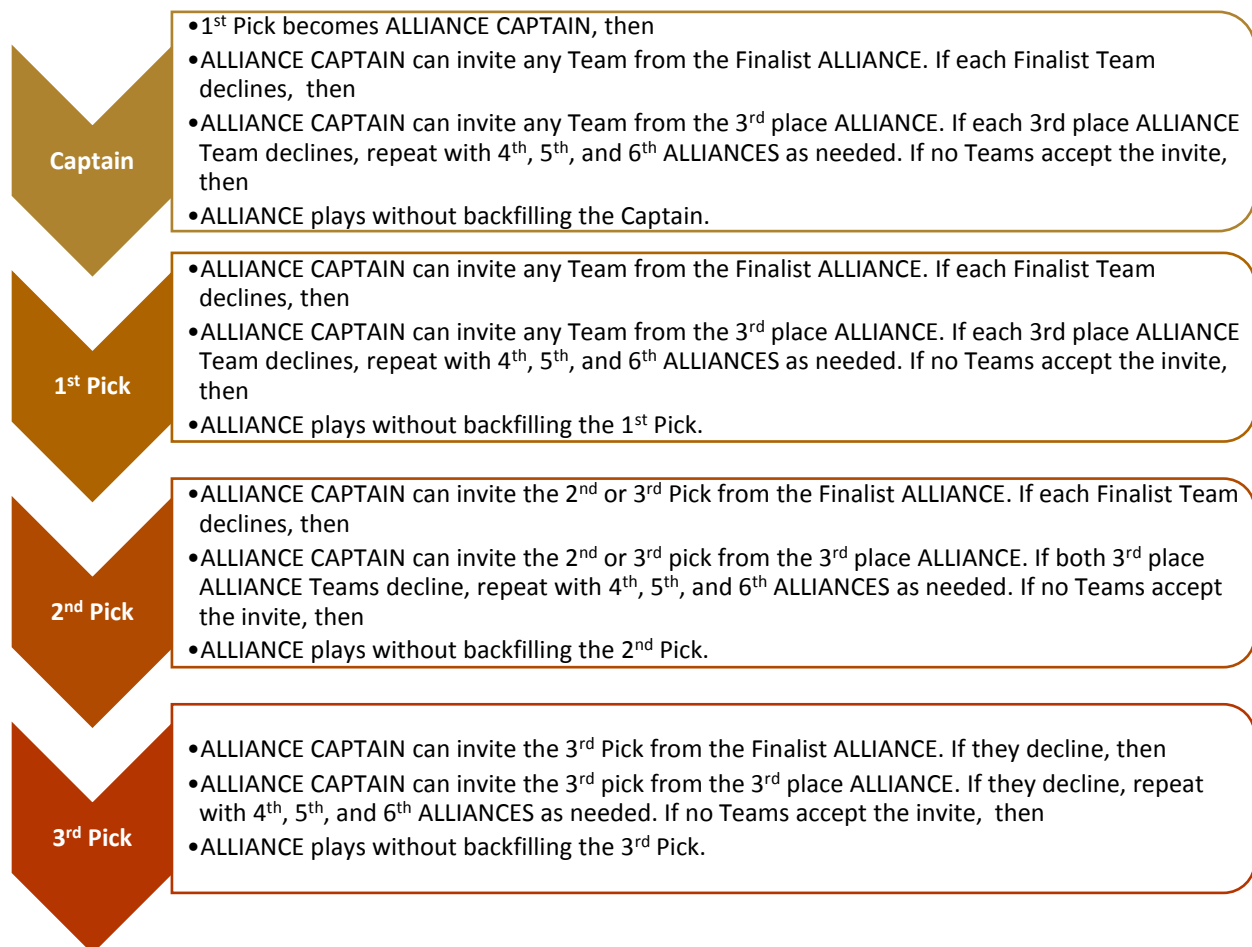 Captain
•1st Pick becomes ALLIANCE CAPTAIN, then
•ALLIANCE CAPTAIN can invite any Team from the Finalist ALLIANCE. If each Finalist Team
declines, then
•ALLIANCE CAPTAIN can invite any Team from the 3rd place ALLIANCE. If each 3rd place ALLIANCE
Team declines, repeat with 4th, 5th, and 6th ALLIANCES as needed. If no Teams accept the invite,
then
•ALLIANCE plays without backfilling the Captain.
1st Pick
•ALLIANCE CAPTAIN can invite any Team from the Finalist ALLIANCE. If each Finalist Team
declines, then
•ALLIANCE CAPTAIN can invite any Team from the 3rd place ALLIANCE. If each 3rd place ALLIANCE
Team declines, repeat with 4th, 5th, and 6th ALLIANCES as needed. If no Teams accept the invite,
then
•ALLIANCE plays without backfilling the 1st Pick.
2nd Pick
•ALLIANCE CAPTAIN can invite the 2nd or 3rd Pick from the Finalist ALLIANCE. If each Finalist Team
declines, then
•ALLIANCE CAPTAIN can invite the 2nd or 3rd pick from the 3rd place ALLIANCE. If both 3rd place
ALLIANCE Teams decline, repeat with 4th, 5th, and 6th ALLIANCES as needed. If no Teams accept
the invite, then
•ALLIANCE plays without backfilling the 2nd Pick.
3rd Pick
•ALLIANCE CAPTAIN can invite the 3rd Pick from the Finalist ALLIANCE. If they decline, then
•ALLIANCE CAPTAIN can invite the 3rd pick from the 3rd place ALLIANCE. If they decline, repeat
with 4th, 5th, and 6th ALLIANCES as needed. If no Teams accept the invite, then
•ALLIANCE plays without backfilling the 3rd Pick.